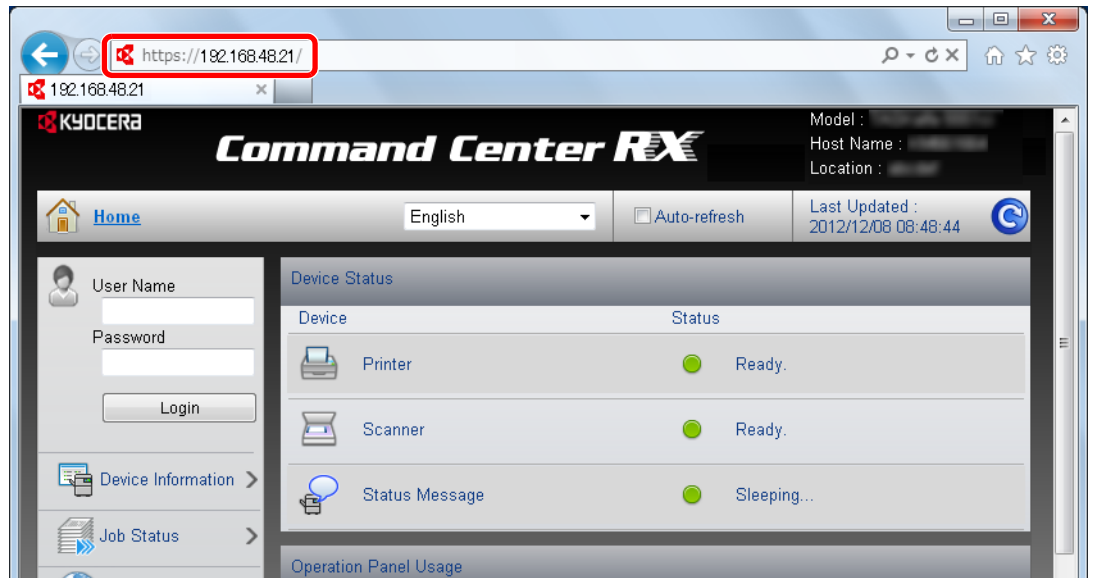 https://192.168.48.21/
192.168.48.21
KYOCERA
Command Center RX
Model :
Host Name :
Location :
Home
English
Auto-refresh
Last Updated :
2012/12/08 08:48:44
User Name
Password
Login
Device Information
Job Status
Device Status
Device Status
Printer Ready.
Scanner Ready.
Status Message Sleeping...
Operation Panel Usage